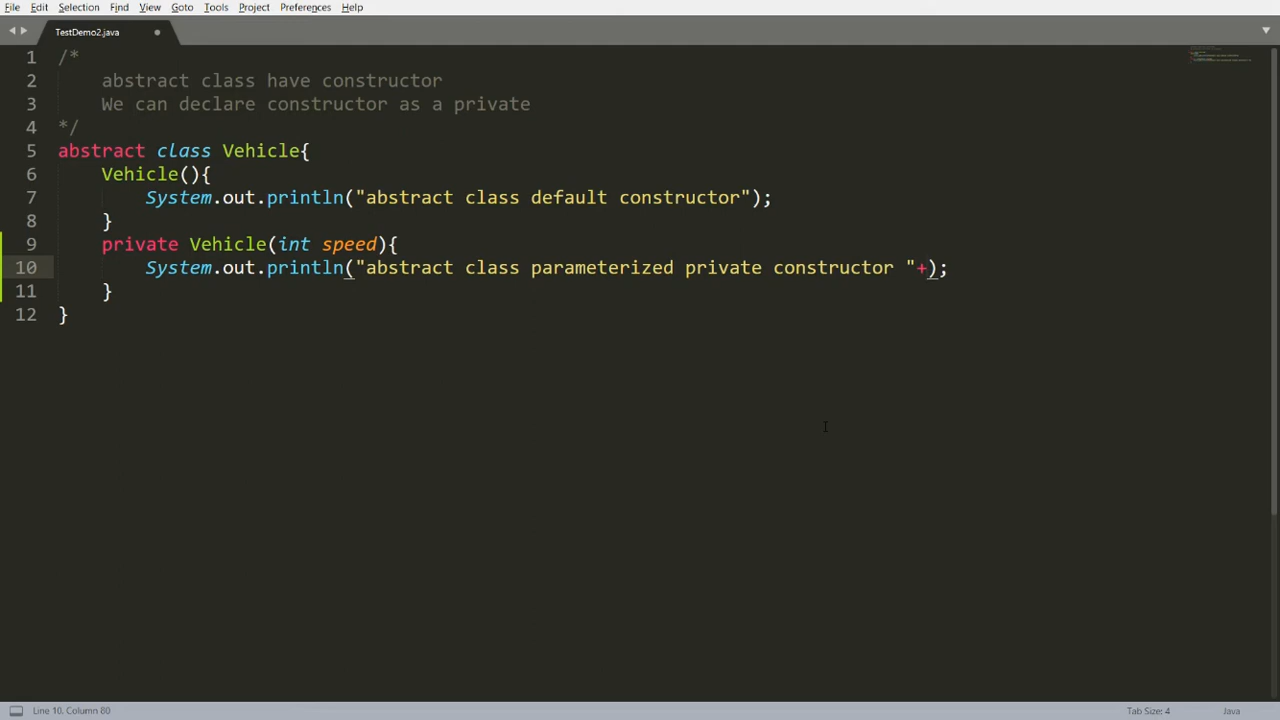 File Edit Selection Find View Goto Tools Project Preferences Help
TestDemo2.java
1 /*
2 abstract class have constructor
3 We can declare constructor as a private
4 */
5 abstract class Vehicle{
6 Vehicle(){
7 System.out.println("abstract class default constructor");
8 }
9 private Vehicle(int speed){
10 System.out.println("abstract class parameterized private constructor "+);
11 }
12 }
Line 10, Column 80 Tab Size: 4 Java